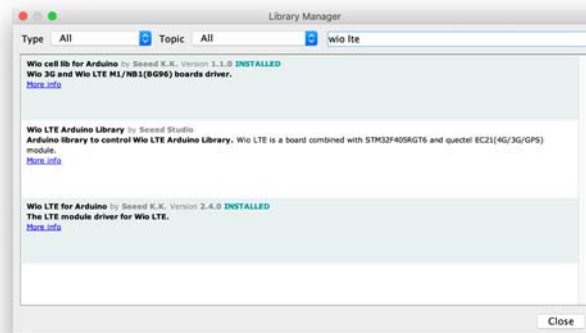 Library Manager
Type All Topic All wio lte
Wio cell lib for Arduino by Seeed K.K. Version 1.1.0 INSTALLED
Wio 3G and Wio LTE M1/NB1(BG96) boards driver.
More info
Wio LTE Arduino Library by Seeed Studio
Arduino library to control Wio LTE Arduino Library. Wio LTE is a board combined with STM32F405RGT6 and quectel EC21(4G/3G/GPS)
module.
More info
Wio LTE for Arduino by Seeed K.K. Version 2.4.0 INSTALLED
The LTE module driver for Wio LTE.
More info
Close